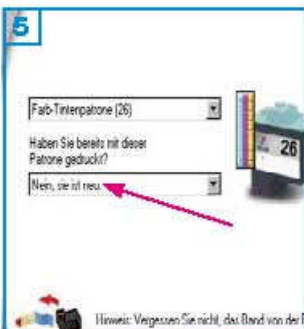 5
Farb-Tintenpatrone (26)
26
Haben Sie bereits mit dieser
Patrone gedruckt?
Nein, sie ist neu.
Hinweis: Vergessen Sie nicht, das Band von der